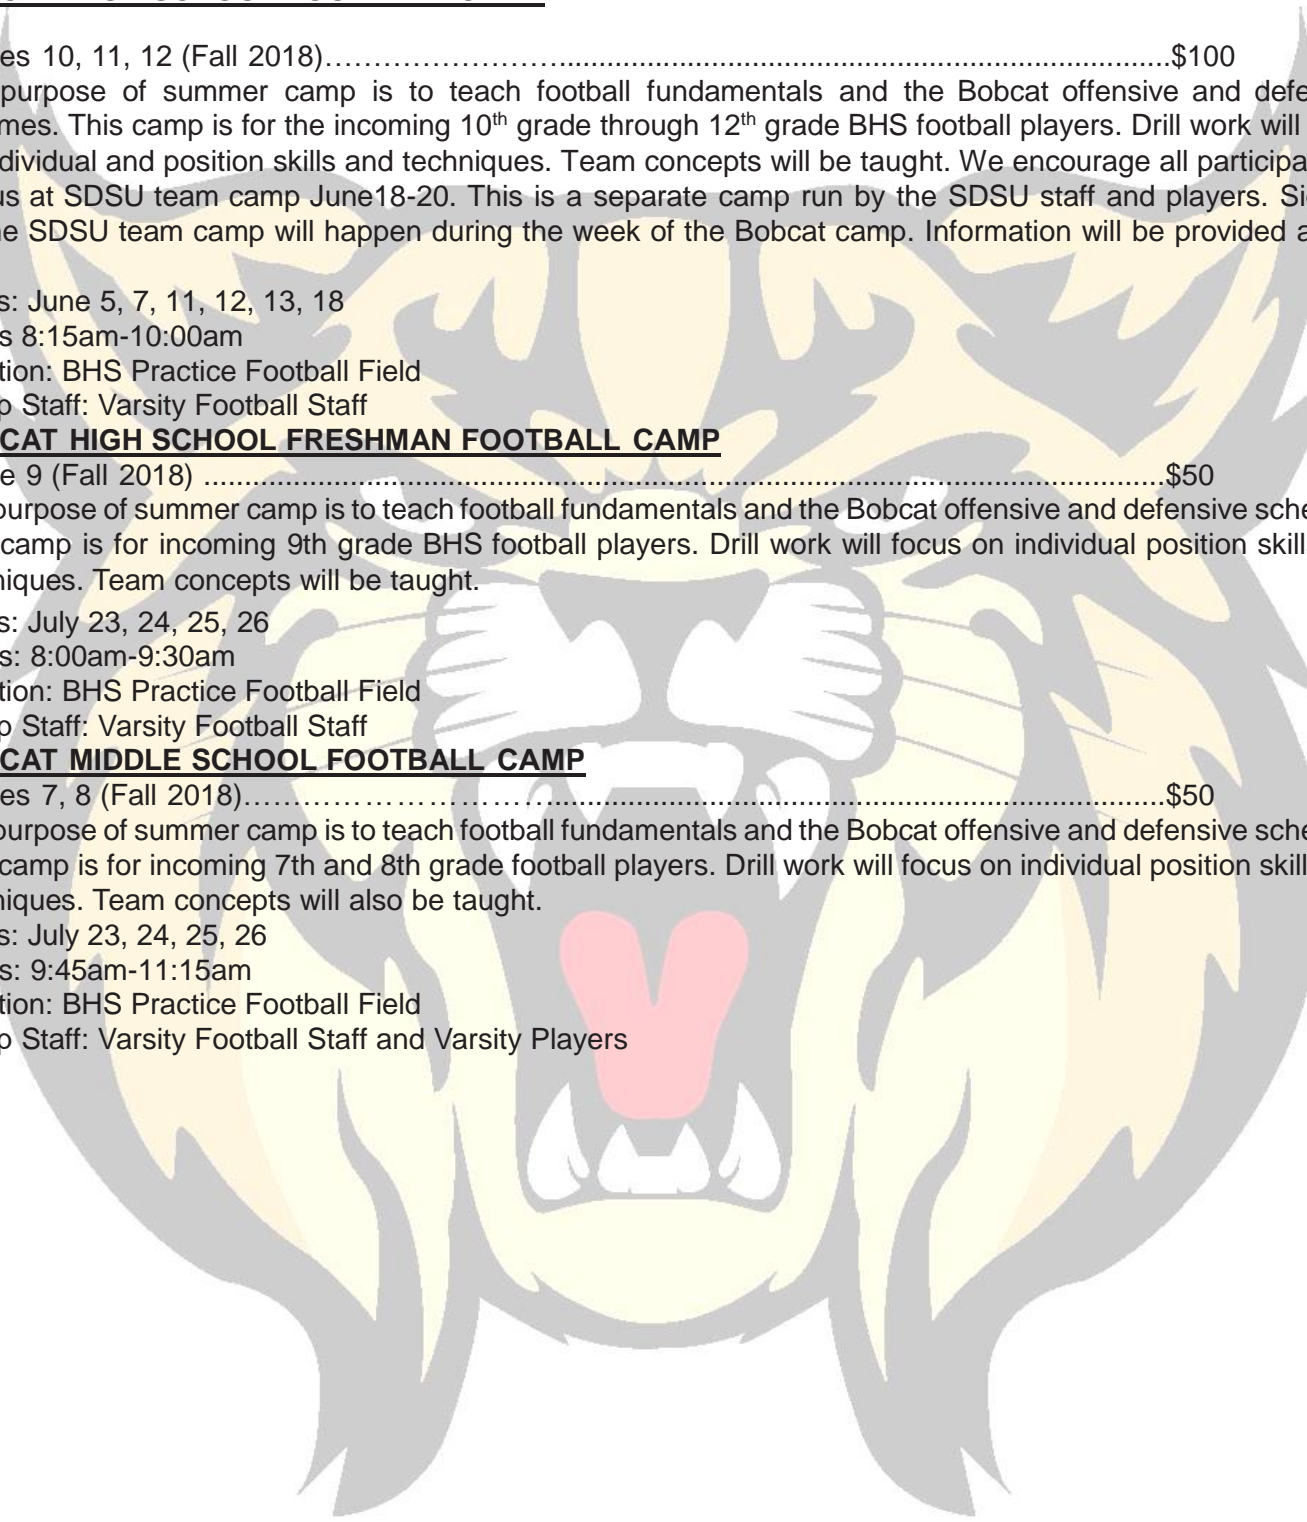 es 10, 11, 12 (Fall 2018)……………………..........................................................................$100
purpose of summer camp is to teach football fundamentals and the Bobcat offensive and defe
mes. This camp is for the incoming 10th grade through 12th grade BHS football players. Drill work will
dividual and position skills and techniques. Team concepts will be taught. We encourage all participa
us at SDSU team camp June18-20. This is a separate camp run by the SDSU staff and players. Si
he SDSU team camp will happen during the week of the Bobcat camp. Information will be provided a
s: June 5, 7, 11, 12, 13, 18
s 8:15am-10:00am
tion: BHS Practice Football Field
p Staff: Varsity Football Staff
CAT HIGH SCHOOL FRESHMAN FOOTBALL CAMP
e 9 (Fall 2018) ....................................................................................................................$50
purpose of summer camp is to teach football fundamentals and the Bobcat offensive and defensive sche
camp is for incoming 9th grade BHS football players. Drill work will focus on individual position skill
niques. Team concepts will be taught.
s: July 23, 24, 25, 26
s: 8:00am-9:30am
tion: BHS Practice Football Field
p Staff: Varsity Football Staff
CAT MIDDLE SCHOOL FOOTBALL CAMP
es 7, 8 (Fall 2018)…………………………..........................................................................$50
purpose of summer camp is to teach football fundamentals and the Bobcat offensive and defensive sche
camp is for incoming 7th and 8th grade football players. Drill work will focus on individual position skill
niques. Team concepts will also be taught.
s: July 23, 24, 25, 26
s: 9:45am-11:15am
tion: BHS Practice Football Field
p Staff: Varsity Football Staff and Varsity Players